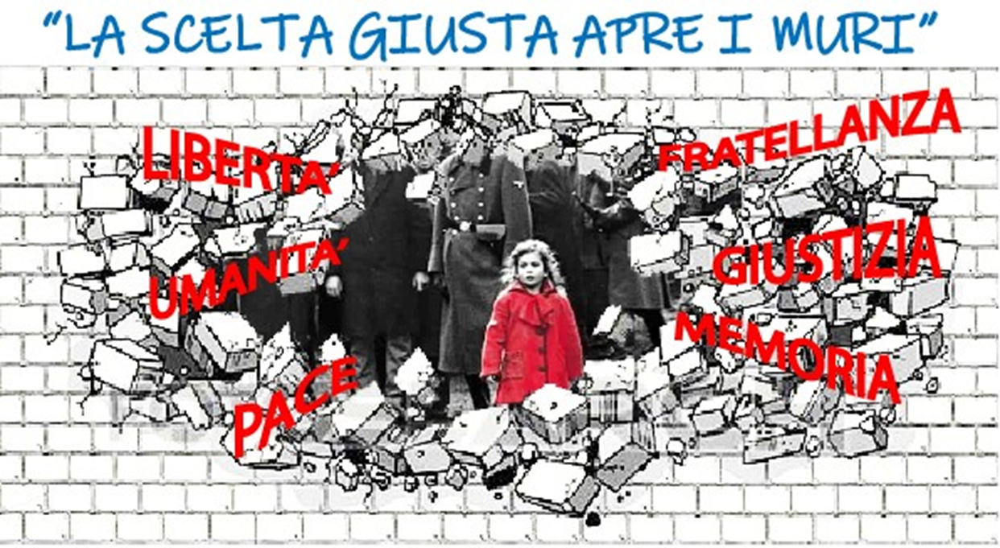 “LA SCELTA GIUSTA APRE I MURI”
LIBERTA’
UMANITA’
PACE
FRATELLANZA
GIUSTIZIA
MEMORIA